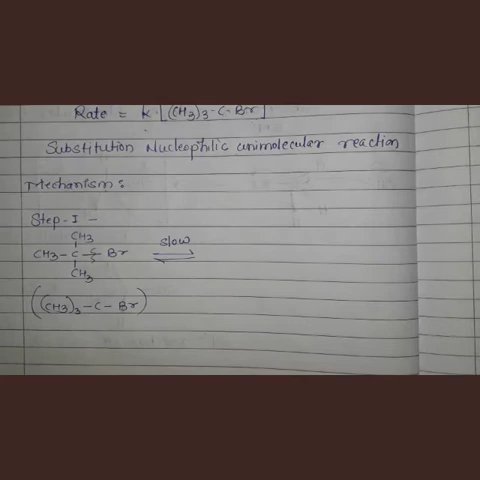 Rate = K·[(CH3)3-C-Br]
Substitution Nucleophilic unimolecular reaction
Mechanism:
Step-I -
CH3
CH3-C-Br slow ⇌
CH3
((CH3)3-C-Br)